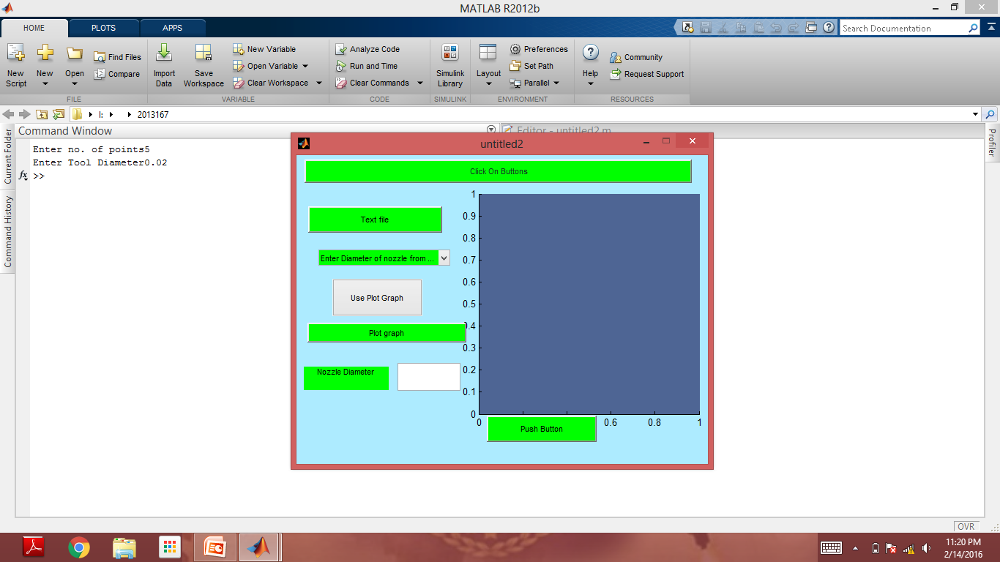 MATLAB R2012b
HOME
PLOTS
APPS
Search Documentation
New Script
New
Open
Find Files
Compare
FILE
Import Data
Save Workspace
New Variable
Open Variable
Clear Workspace
VARIABLE
Analyze Code
Run and Time
Clear Commands
CODE
Simulink Library
SIMULINK
Layout
Preferences
Set Path
Parallel
ENVIRONMENT
Help
Community
Request Support
RESOURCES
I:
2013167
Current Folder
Command History
Command Window
Editor - untitled2.m
Profiler
Enter no. of points5
Enter Tool Diameter0.02
fx >>
untitled2
Click On Buttons
Text file
Enter Diameter of nozzle from ...
Use Plot Graph
Plot graph
Nozzle Diameter
1
0.9
0.8
0.7
0.6
0.5
0.4
0.3
0.2
0.1
0
0 0.6 0.8 1
Push Button
OVR
11:20 PM
2/14/2016